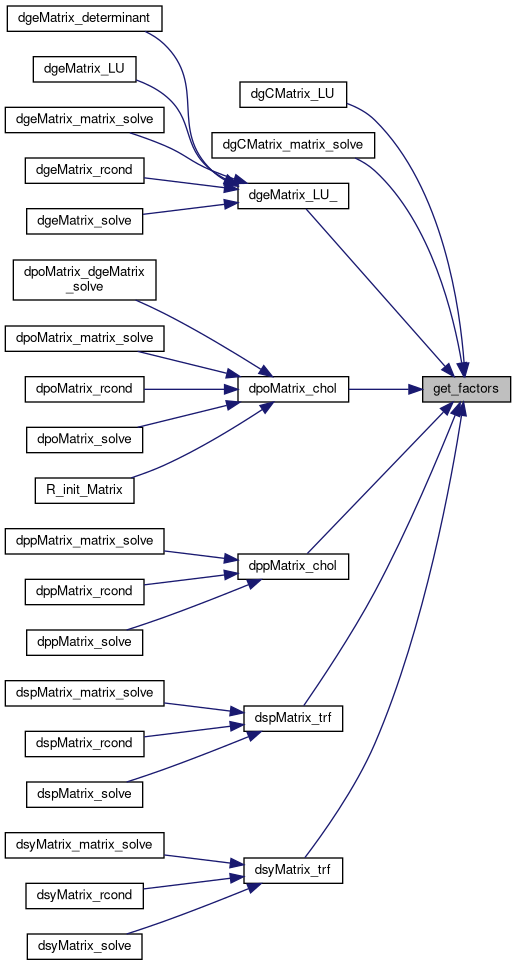 dgeMatrix_determinant
dgeMatrix_LU
dgeMatrix_matrix_solve
dgeMatrix_rcond
dgeMatrix_solve
dpoMatrix_dgeMatrix
_solve
dpoMatrix_matrix_solve
dpoMatrix_rcond
dpoMatrix_solve
R_init_Matrix
dppMatrix_matrix_solve
dppMatrix_rcond
dppMatrix_solve
dspMatrix_matrix_solve
dspMatrix_rcond
dspMatrix_solve
dsyMatrix_matrix_solve
dsyMatrix_rcond
dsyMatrix_solve
dgCMatrix_LU
dgCMatrix_matrix_solve
dgeMatrix_LU_
dpoMatrix_chol
dppMatrix_chol
dspMatrix_trf
dsyMatrix_trf
get_factors